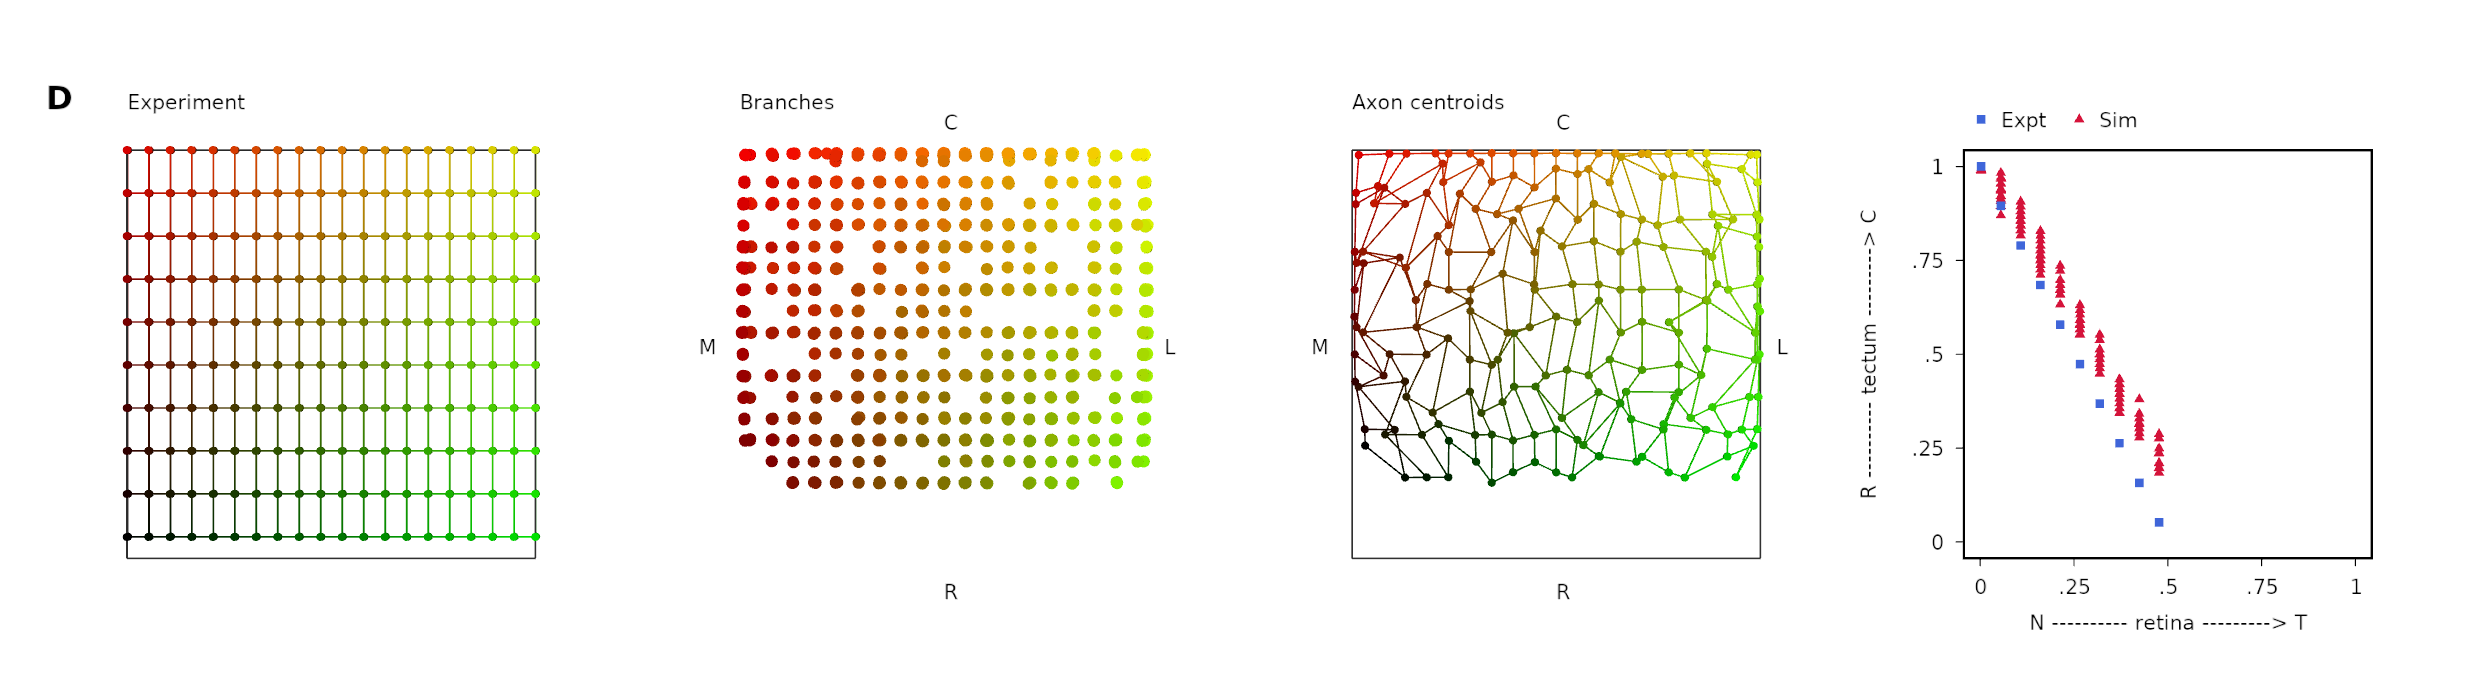 D
Experiment
Branches
Axon centroids
C
C
Expt
Sim
M
L
M
L
R
R
R ---------- tectum ---------> C
1
.75
.5
.25
0
0
.25
.5
.75
1
N ---------- retina ---------> T